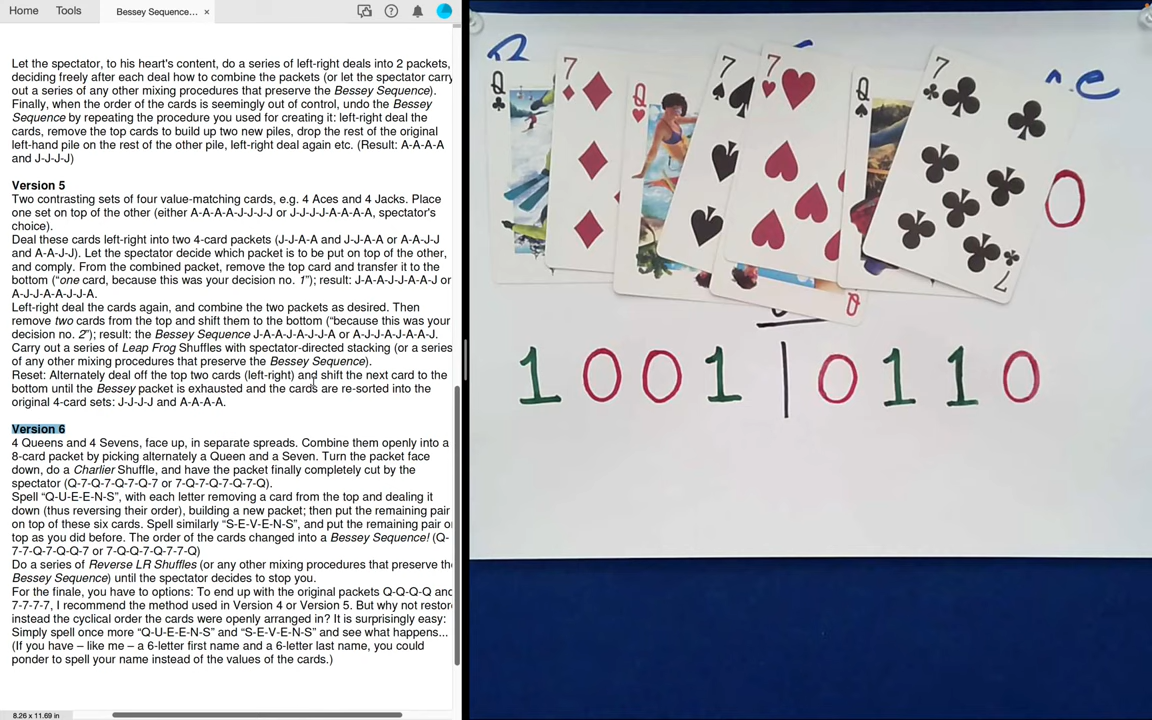 Home Tools Bessey Sequence... ×
Let the spectator, to his heart's content, do a series of left-right deals into 2 packets,
deciding freely after each deal how to combine the packets (or let the spectator carry
out a series of any other mixing procedures that preserve the Bessey Sequence).
Finally, when the order of the cards is seemingly out of control, undo the Bessey
Sequence by repeating the procedure you used for creating it: left-right deal the
cards, remove the top cards to build up two new piles, drop the rest of the original
left-hand pile on the rest of the other pile, left-right deal again etc. (Result: A-A-A-A
and J-J-J-J)
Version 5
Two contrasting sets of four value-matching cards, e.g. 4 Aces and 4 Jacks. Place
one set on top of the other (either A-A-A-A-J-J-J-J or J-J-J-J-A-A-A-A, spectator's
choice).
Deal these cards left-right into two 4-card packets (J-J-A-A and J-J-A-A or A-A-J-J
and A-A-J-J). Let the spectator decide which packet is to be put on top of the other,
and comply. From the combined packet, remove the top card and transfer it to the
bottom ("one card, because this was your decision no. 1"); result: J-A-A-J-J-A-A-J or
A-J-J-A-A-J-J-A.
Left-right deal the cards again, and combine the two packets as desired. Then
remove two cards from the top and shift them to the bottom ("because this was your
decision no. 2"); result: the Bessey Sequence J-A-A-J-A-J-J-A or A-J-J-A-J-A-A-J.
Carry out a series of Leap Frog Shuffles with spectator-directed stacking (or a series
of any other mixing procedures that preserve the Bessey Sequence).
Reset: Alternately deal off the top two cards (left-right) and shift the next card to the
bottom until the Bessey packet is exhausted and the cards are re-sorted into the
original 4-card sets: J-J-J-J and A-A-A-A.
Version 6
4 Queens and 4 Sevens, face up, in separate spreads. Combine them openly into a
8-card packet by picking alternately a Queen and a Seven. Turn the packet face
down, do a Charlier Shuffle, and have the packet finally completely cut by the
spectator (Q-7-Q-7-Q-7-Q-7 or 7-Q-7-Q-7-Q-7-Q).
Spell "Q-U-E-E-N-S", with each letter removing a card from the top and dealing it
down (thus reversing their order), building a new packet; then put the remaining pair
on top of these six cards. Spell similarly "S-E-V-E-N-S", and put the remaining pair o
top as you did before. The order of the cards changed into a Bessey Sequence! (Q-
7-7-Q-7-Q-Q-7 or 7-Q-Q-7-Q-7-7-Q)
Do a series of Reverse LR Shuffles (or any other mixing procedures that preserve th
Bessey Sequence) until the spectator decides to stop you.
For the finale, you have to options: To end up with the original packets Q-Q-Q-Q and
7-7-7-7, I recommend the method used in Version 4 or Version 5. But why not restor
instead the cyclical order the cards were openly arranged in? It is surprisingly easy:
Simply spell once more "Q-U-E-E-N-S" and "S-E-V-E-N-S" and see what happens...
(If you have – like me – a 6-letter first name and a 6-letter last name, you could
ponder to spell your name instead of the values of the cards.)
8.26 x 11.69 in
Q 7 Q 7 7 Q 7
7
Q
0
1 0 0 1 | 0 1 1 0